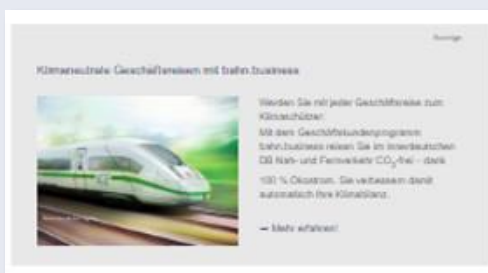 Anzeige
Klimaneutrale Geschäftsreisen mit bahn.business
Werden Sie mit jeder Geschäftsreise zum
Klimaschützer:
Mit dem Geschäftskundenprogramm
bahn.business reisen Sie im innerdeutschen
DB Nah- und Fernverkehr CO₂-frei – dank
100 % Ökostrom. Sie verbessern damit
automatisch Ihre Klimabilanz.
→ Mehr erfahren!